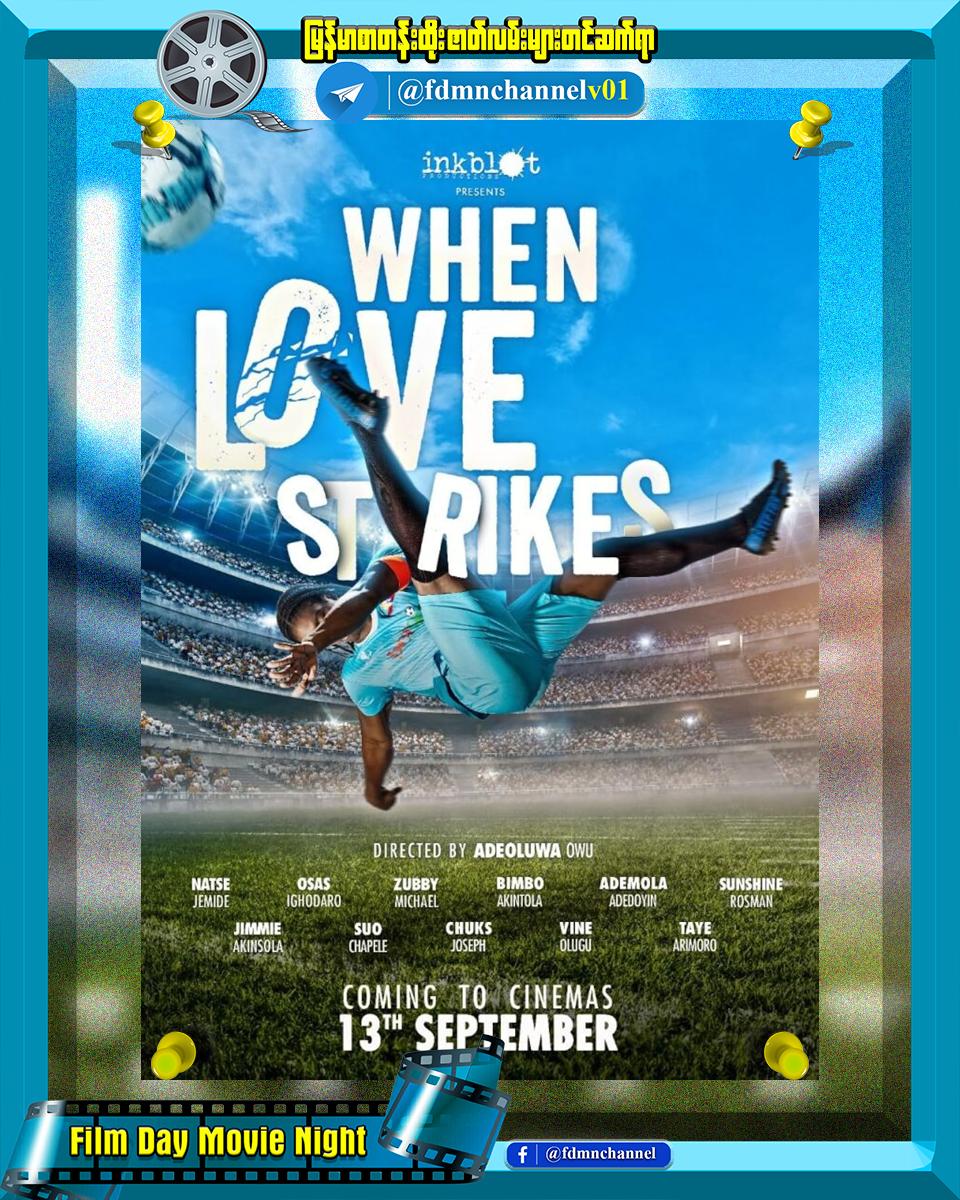 မြန်မာစာတန်းထိုးဇာတ်လမ်းများတင်ဆက်ရာ
@fdmnchannelv01
inkblot
PRODUCTIONS
PRESENTS
WHEN
LOVE
STRIKES
DIRECTED BY ADEOLUWA OWU
NATSE JEMIDE OSAS IGHODARO ZUBBY MICHAEL BIMBO AKINTOLA ADEMOLA ADEDOYIN SUNSHINE ROSMAN
JIMMIE AKINSOLA SUO CHAPELE CHUKS JOSEPH VINE OLUGU TAYE ARIMORO
COMING TO CINEMAS
13TH SEPTEMBER
Film Day Movie Night
@fdmnchannel